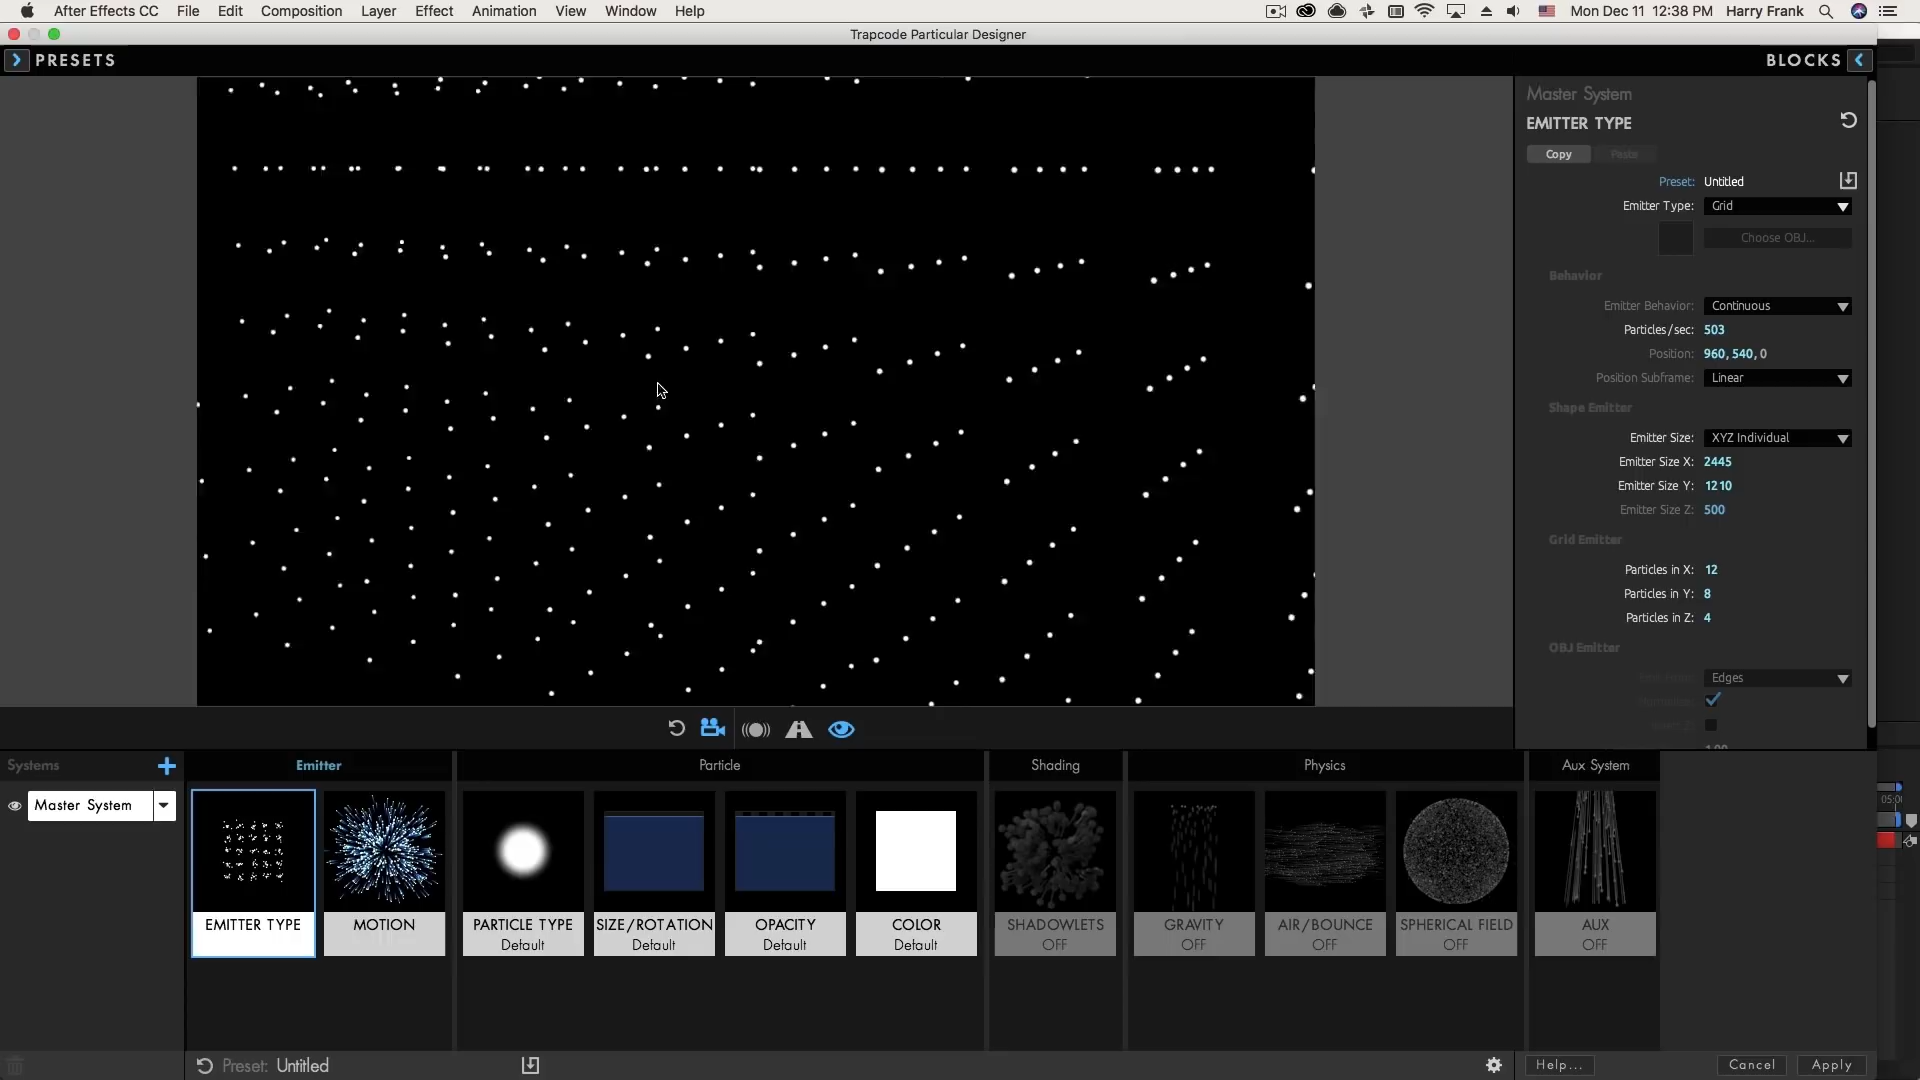 After Effects CC File Edit Composition Layer Effect Animation View Window Help Mon Dec 11 12:38 PM Harry Frank
Trapcode Particular Designer
PRESETS
BLOCKS
Master System
EMITTER TYPE
Copy Paste
Preset: Untitled
Emitter Type: Grid
Choose OBJ...
Behavior
Emitter Behavior: Continuous
Particles/sec: 503
Position: 960, 540, 0
Position Subframe: Linear
Shape Emitter
Emitter Size: XYZ Individual
Emitter Size X: 2445
Emitter Size Y: 1210
Emitter Size Z: 500
Grid Emitter
Particles in X: 12
Particles in Y: 8
Particles in Z: 4
OBJ Emitter
Edges
Systems
Emitter
Particle
Shading
Physics
Aux System
Master System
EMITTER TYPE
MOTION
PARTICLE TYPE
Default
SIZE/ROTATION
Default
OPACITY
Default
COLOR
Default
SHADOWLETS
OFF
GRAVITY
OFF
AIR/BOUNCE
OFF
SPHERICAL FIELD
OFF
AUX
OFF
Preset: Untitled
Help... Cancel Apply